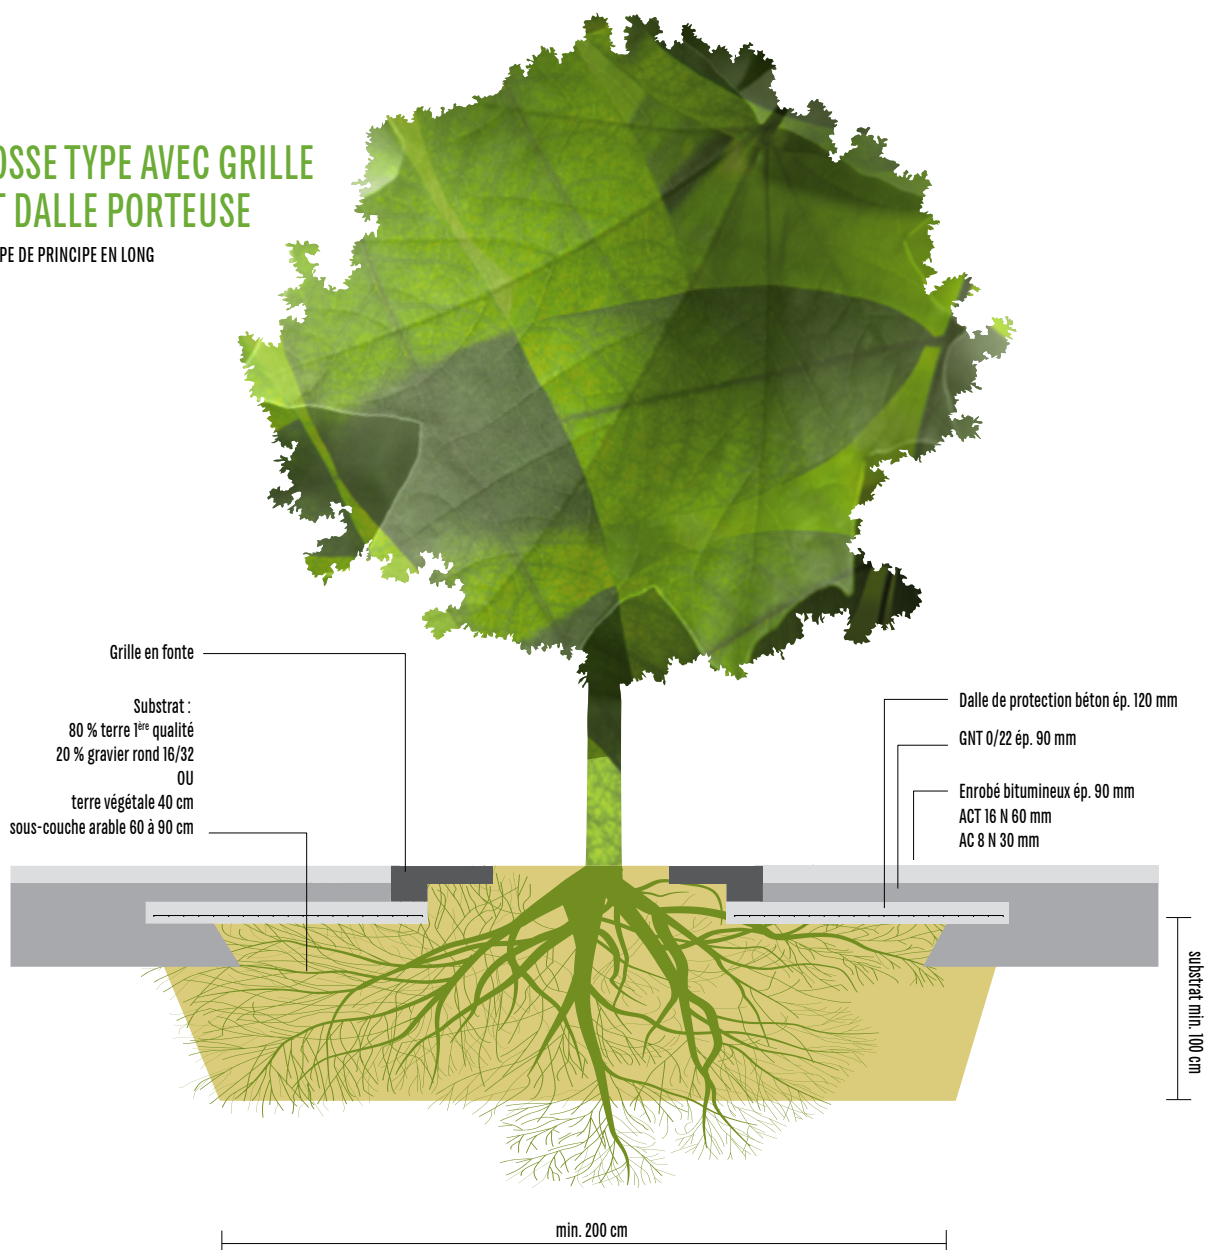 OSSE TYPE AVEC GRILLE
T DALLE PORTEUSE
PE DE PRINCIPE EN LONG
Grille en fonte
Substrat :
80 % terre 1ère qualité
20 % gravier rond 16/32
OU
terre végétale 40 cm
sous-couche arable 60 à 90 cm
Dalle de protection béton ép. 120 mm
GNT 0/22 ép. 90 mm
Enrobé bitumineux ép. 90 mm
ACT 16 N 60 mm
AC 8 N 30 mm
substrat min. 100 cm
min. 200 cm